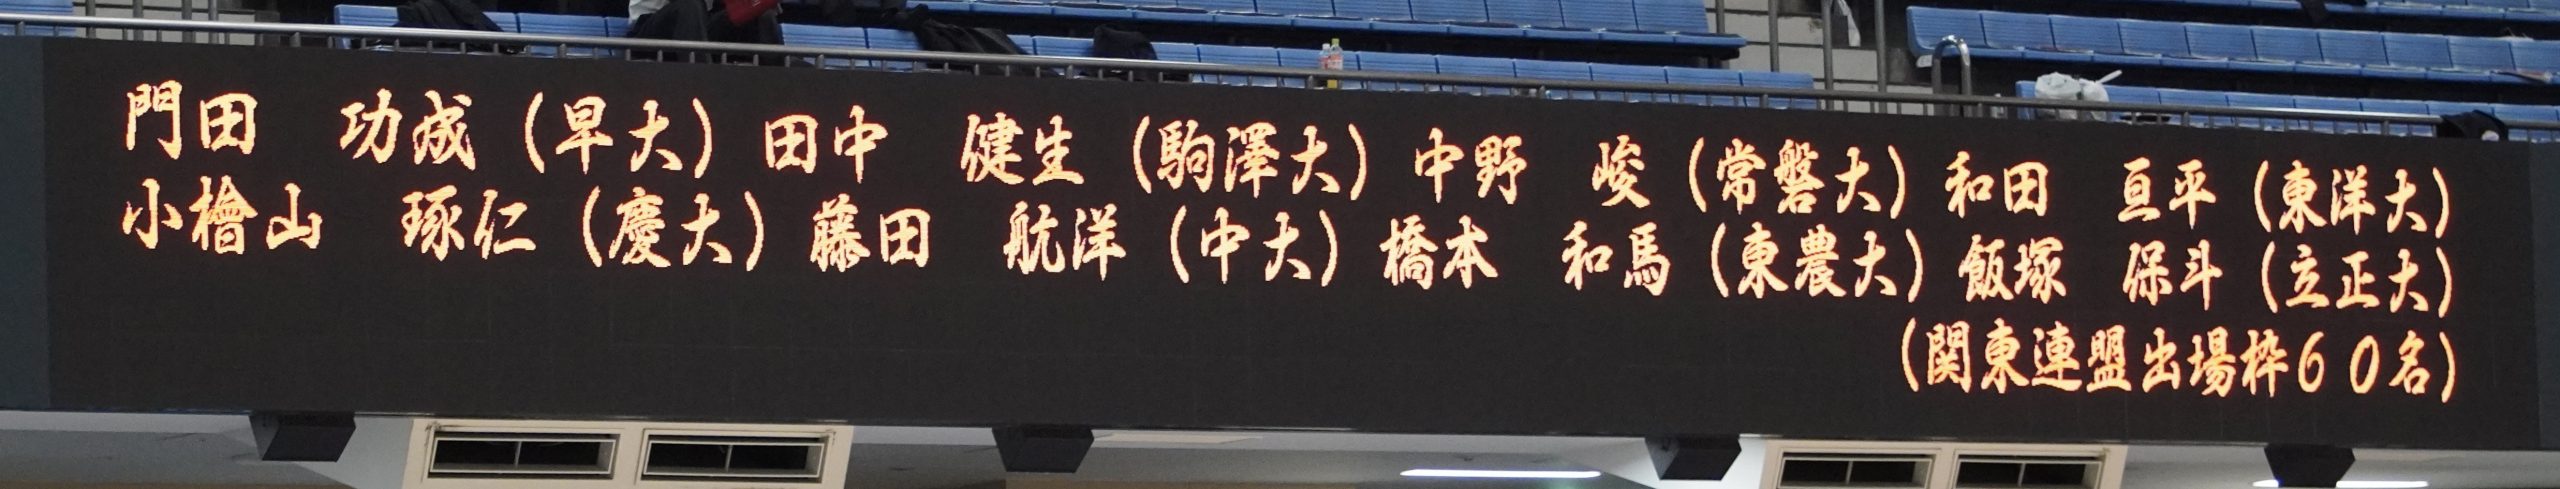 門田　功成（早大）田中　健生（駒澤大）中野　峻（常磐大）和田　亘平（東洋大）
小檜山　琢仁（慶大）藤田　航洋（中大）橋本　和馬（東農大）飯塚　保斗（立正大）
（関東連盟出場枠６０名）